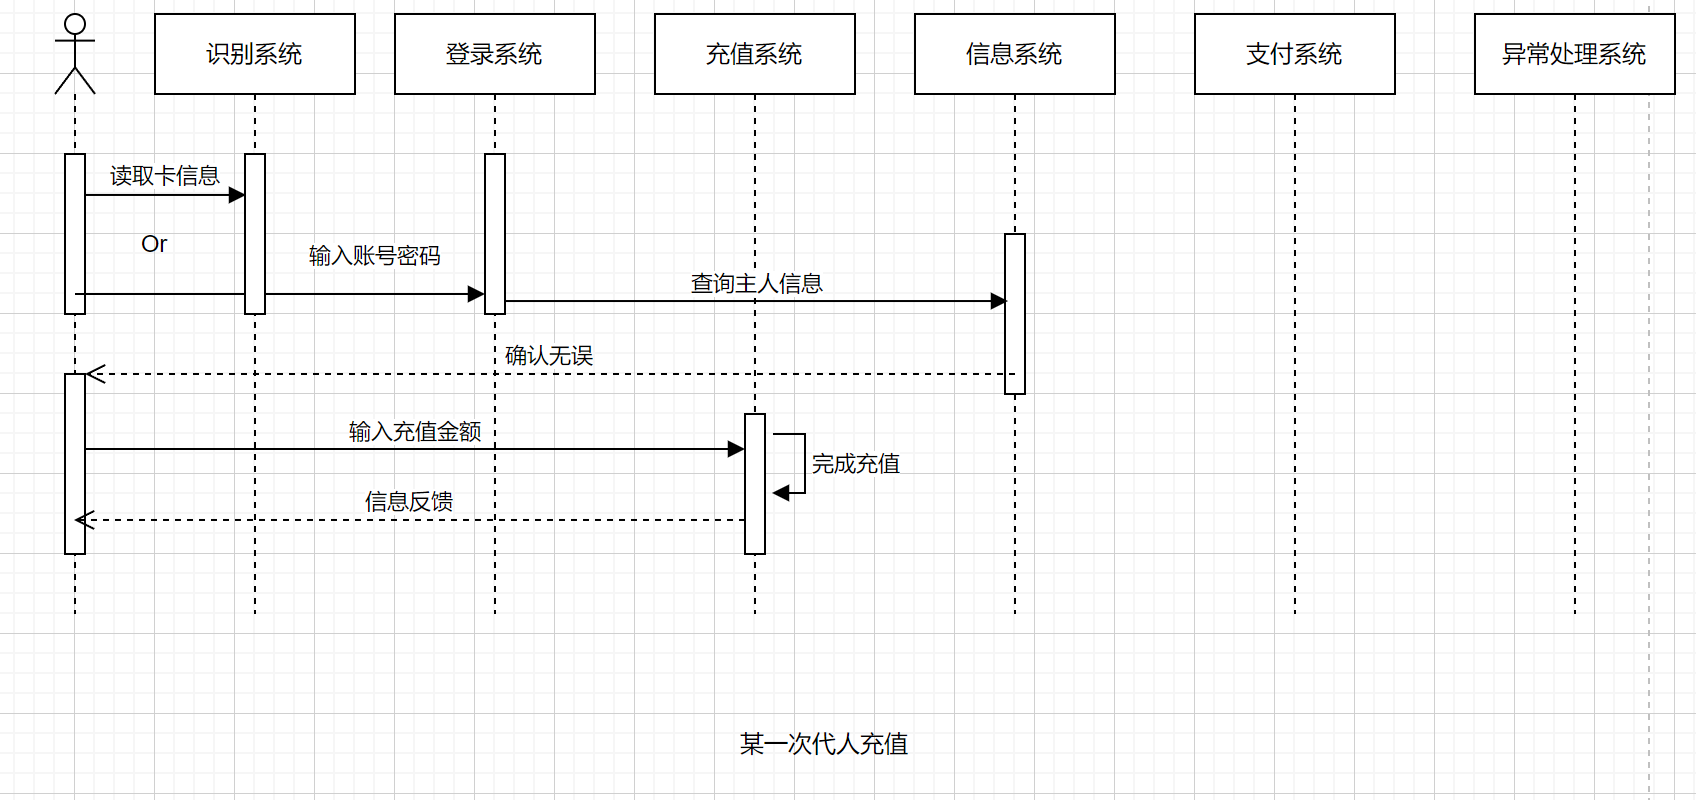 识别系统
登录系统
充值系统
信息系统
支付系统
异常处理系统
读取卡信息
Or
输入账号密码
查询主人信息
确认无误
输入充值金额
完成充值
信息反馈
某一次代人充值